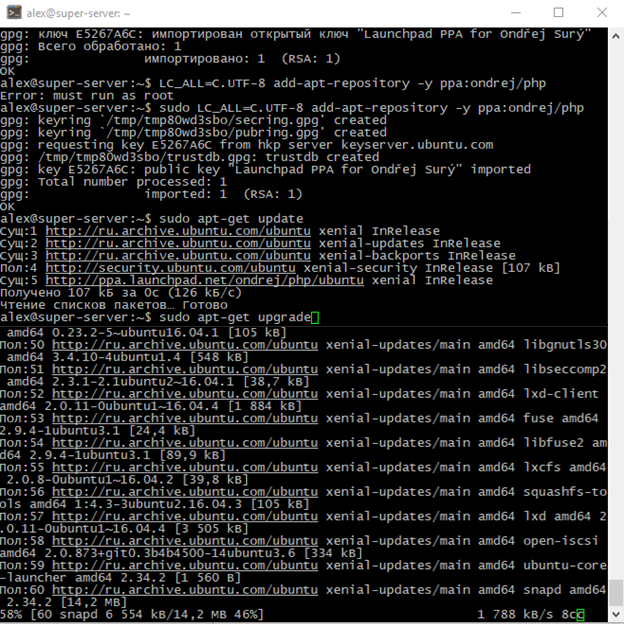 alex@super-server: ~
gpg: ключ E5267A6C: импортирован открытый ключ "Launchpad PPA for Ondřej Surý"
gpg: Всего обработано: 1
gpg:               импортировано: 1  (RSA: 1)
OK
alex@super-server:~$ LC_ALL=C.UTF-8 add-apt-repository -y ppa:ondrej/php
Error: must run as root
alex@super-server:~$ sudo LC_ALL=C.UTF-8 add-apt-repository -y ppa:ondrej/php
gpg: keyring `/tmp/tmp80wd3sbo/secring.gpg' created
gpg: keyring `/tmp/tmp80wd3sbo/pubring.gpg' created
gpg: requesting key E5267A6C from hkp server keyserver.ubuntu.com
gpg: /tmp/tmp80wd3sbo/trustdb.gpg: trustdb created
gpg: key E5267A6C: public key "Launchpad PPA for Ondřej Surý" imported
gpg: Total number processed: 1
gpg:               imported: 1  (RSA: 1)
OK
alex@super-server:~$ sudo apt-get update
Сущ:1 http://ru.archive.ubuntu.com/ubuntu xenial InRelease
Сущ:2 http://ru.archive.ubuntu.com/ubuntu xenial-updates InRelease
Сущ:3 http://ru.archive.ubuntu.com/ubuntu xenial-backports InRelease
Пол:4 http://security.ubuntu.com/ubuntu xenial-security InRelease [107 kB]
Сущ:5 http://ppa.launchpad.net/ondrej/php/ubuntu xenial InRelease
Получено 107 кБ за 0с (126 кБ/c)
Чтение списков пакетов… Готово
alex@super-server:~$ sudo apt-get upgrade
amd64 0.23.2-5~ubuntu16.04.1 [105 kB]
Пол:50 http://ru.archive.ubuntu.com/ubuntu xenial-updates/main amd64 libgnutls30
amd64 3.4.10-4ubuntu1.4 [548 kB]
Пол:51 http://ru.archive.ubuntu.com/ubuntu xenial-updates/main amd64 libseccomp2
amd64 2.3.1-2.1ubuntu2~16.04.1 [38,7 kB]
Пол:52 http://ru.archive.ubuntu.com/ubuntu xenial-updates/main amd64 lxd-client
amd64 2.0.11-0ubuntu1~16.04.4 [1 884 kB]
Пол:53 http://ru.archive.ubuntu.com/ubuntu xenial-updates/main amd64 fuse amd64
2.9.4-1ubuntu3.1 [24,4 kB]
Пол:54 http://ru.archive.ubuntu.com/ubuntu xenial-updates/main amd64 libfuse2 am
d64 2.9.4-1ubuntu3.1 [89,9 kB]
Пол:55 http://ru.archive.ubuntu.com/ubuntu xenial-updates/main amd64 lxcfs amd64
2.0.8-0ubuntu1~16.04.2 [39,8 kB]
Пол:56 http://ru.archive.ubuntu.com/ubuntu xenial-updates/main amd64 squashfs-to
ols amd64 1:4.3-3ubuntu2.16.04.3 [105 kB]
Пол:57 http://ru.archive.ubuntu.com/ubuntu xenial-updates/main amd64 lxd amd64 2
.0.11-0ubuntu1~16.04.4 [3 505 kB]
Пол:58 http://ru.archive.ubuntu.com/ubuntu xenial-updates/main amd64 open-iscsi
amd64 2.0.873+git0.3b4b4500-14ubuntu3.6 [334 kB]
Пол:59 http://ru.archive.ubuntu.com/ubuntu xenial-updates/main amd64 ubuntu-core
-launcher amd64 2.34.2 [1 560 B]
Пол:60 http://ru.archive.ubuntu.com/ubuntu xenial-updates/main amd64 snapd amd64
2.34.2 [14,2 MB]
58% [60 snapd 6 554 kB/14,2 MB 46%]                          1 788 kB/s 8сс